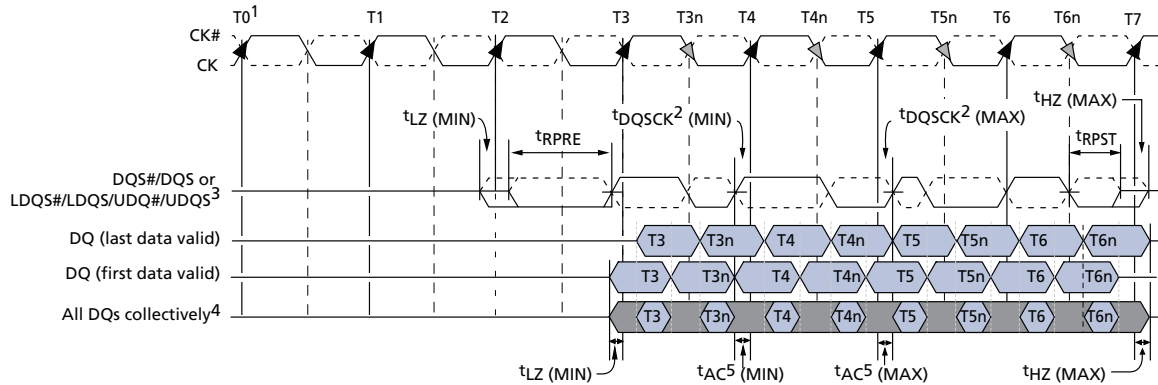 T0¹ T1 T2 T3 T3n T4 T4n T5 T5n T6 T6n T7
CK#
CK
tHZ (MAX)
tLZ (MIN) tDQSCK² (MIN) tDQSCK² (MAX)
tRPRE tRPST
DQS#/DQS or
LDQS#/LDQS/UDQ#/UDQS³
DQ (last data valid) T3 T3n T4 T4n T5 T5n T6 T6n
DQ (first data valid) T3 T3n T4 T4n T5 T5n T6 T6n
All DQs collectively⁴ T3 T3n T4 T4n T5 T5n T6 T6n
tLZ (MIN) tAC⁵ (MIN) tAC⁵ (MAX) tHZ (MAX)